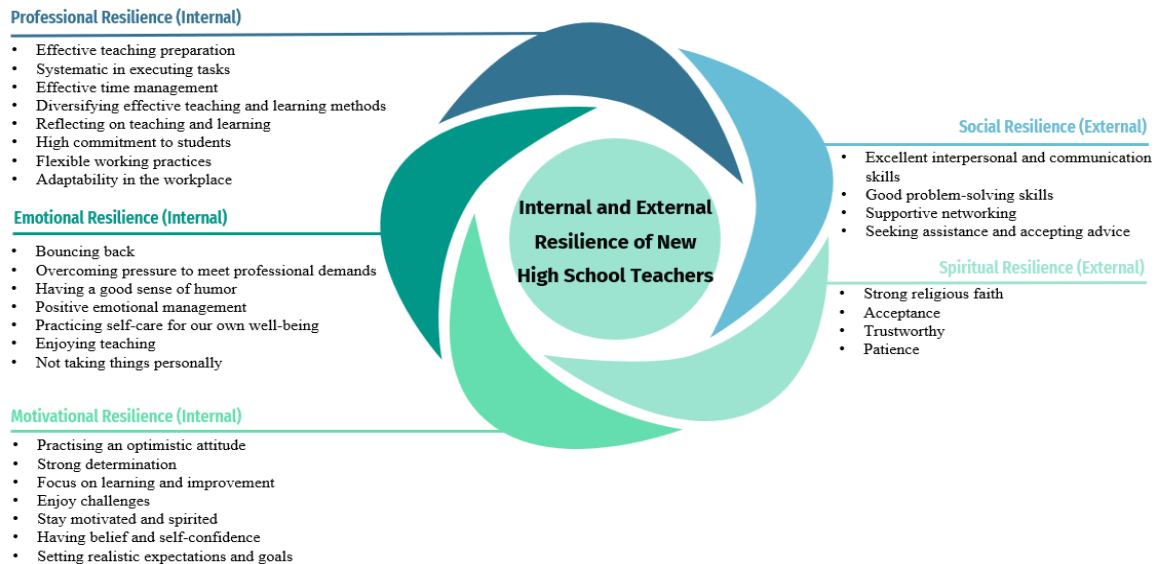 Professional Resilience (Internal)
• Effective teaching preparation
• Systematic in executing tasks
• Effective time management
• Diversifying effective teaching and learning methods
• Reflecting on teaching and learning
• High commitment to students
• Flexible working practices
• Adaptability in the workplace
Emotional Resilience (Internal)
• Bouncing back
• Overcoming pressure to meet professional demands
• Having a good sense of humor
• Positive emotional management
• Practicing self-care for our own well-being
• Enjoying teaching
• Not taking things personally
Motivational Resilience (Internal)
• Practising an optimistic attitude
• Strong determination
• Focus on learning and improvement
• Enjoy challenges
• Stay motivated and spirited
• Having belief and self-confidence
• Setting realistic expectations and goals
Internal and External
Resilience of New
High School Teachers
Social Resilience (External)
• Excellent interpersonal and communication
skills
• Good problem-solving skills
• Supportive networking
• Seeking assistance and accepting advice
Spiritual Resilience (External)
• Strong religious faith
• Acceptance
• Trustworthy
• Patience